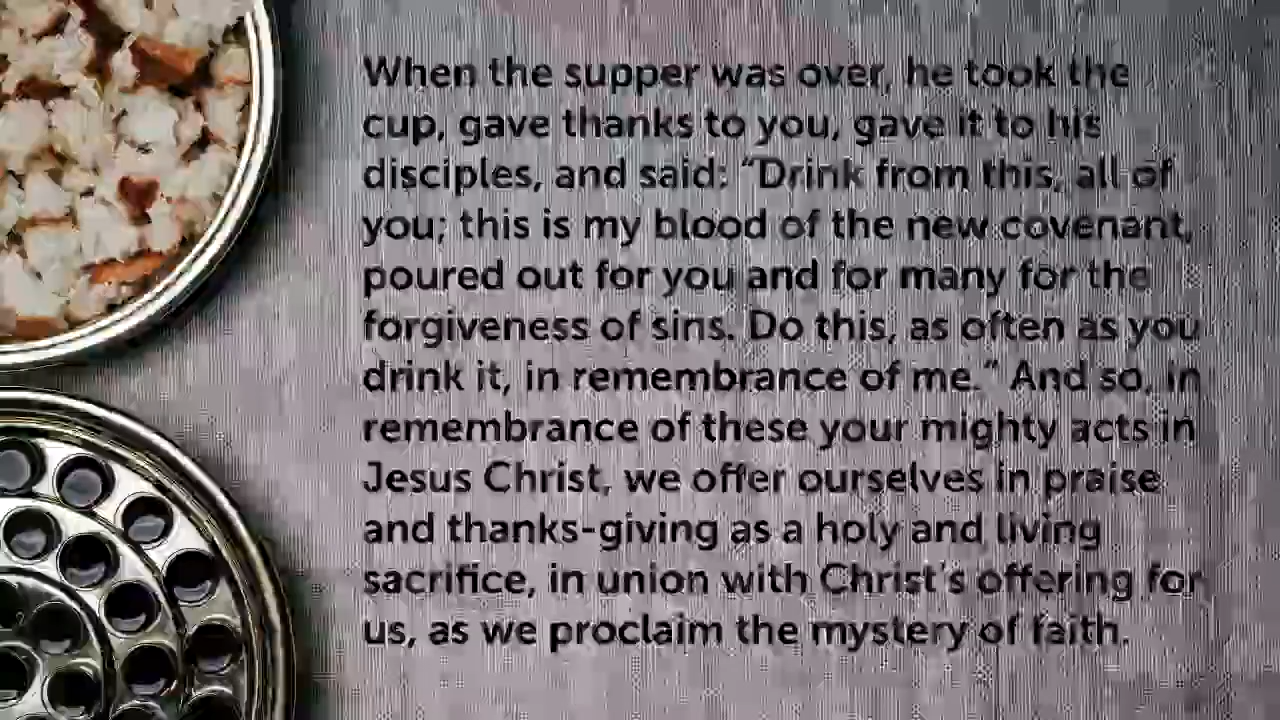 When the supper was over, he took the
cup, gave thanks to you, gave it to his
disciples, and said: “Drink from this, all of
you; this is my blood of the new covenant,
poured out for you and for many for the
forgiveness of sins. Do this, as often as you
drink it, in remembrance of me.” And so, in
remembrance of these your mighty acts in
Jesus Christ, we offer ourselves in praise
and thanks-giving as a holy and living
sacrifice, in union with Christ's offering for
us, as we proclaim the mystery of faith.